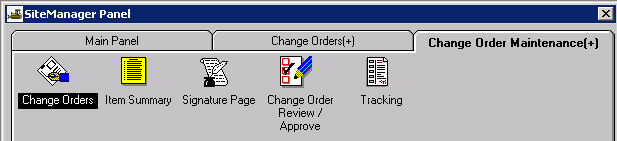 SiteManager Panel
Main Panel
Change Orders(+)
Change Order Maintenance(+)
Change Orders
Item Summary
Signature Page
Change Order
Review /
Approve
Tracking